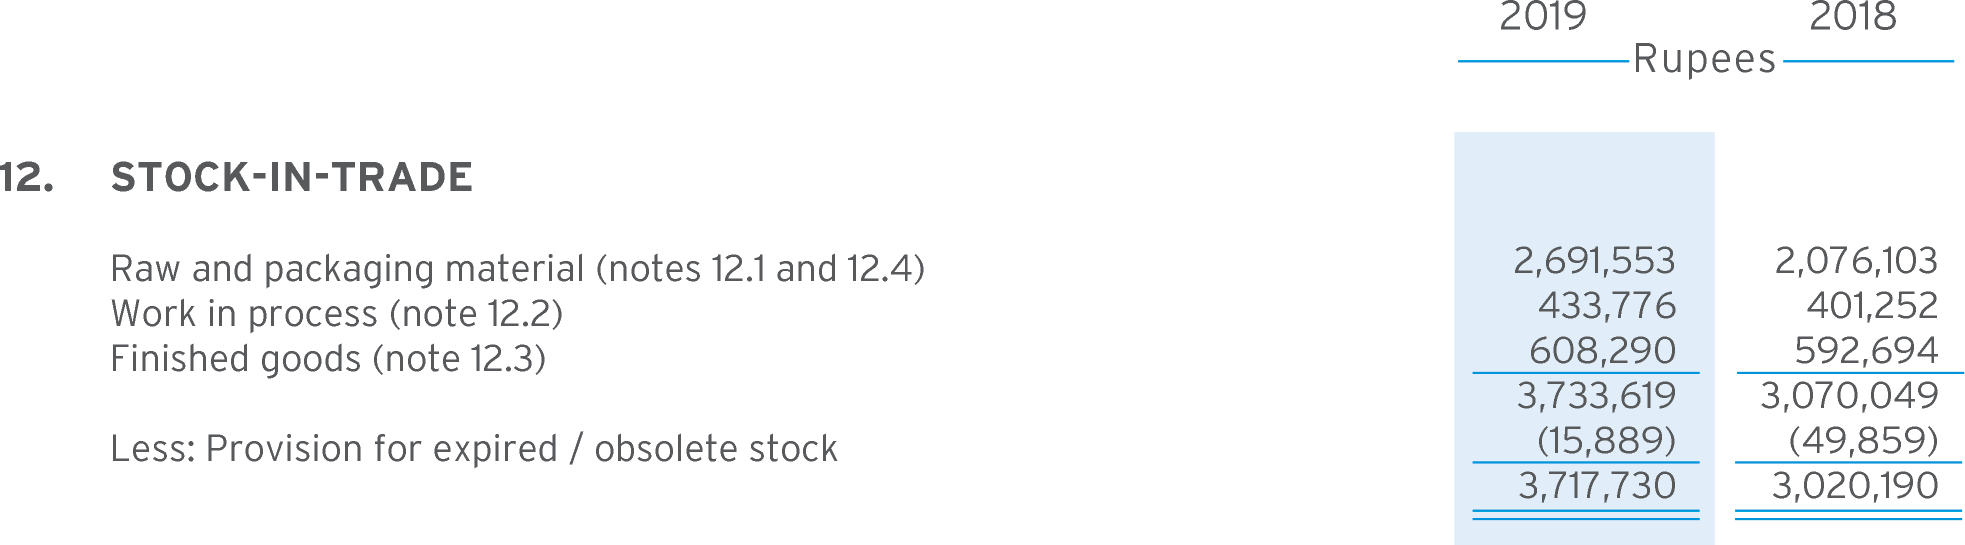 2019 2018
Rupees
12. STOCK-IN-TRADE
Raw and packaging material (notes 12.1 and 12.4) 2,691,553 2,076,103
Work in process (note 12.2) 433,776 401,252
Finished goods (note 12.3) 608,290 592,694
3,733,619 3,070,049
Less: Provision for expired / obsolete stock (15,889) (49,859)
3,717,730 3,020,190